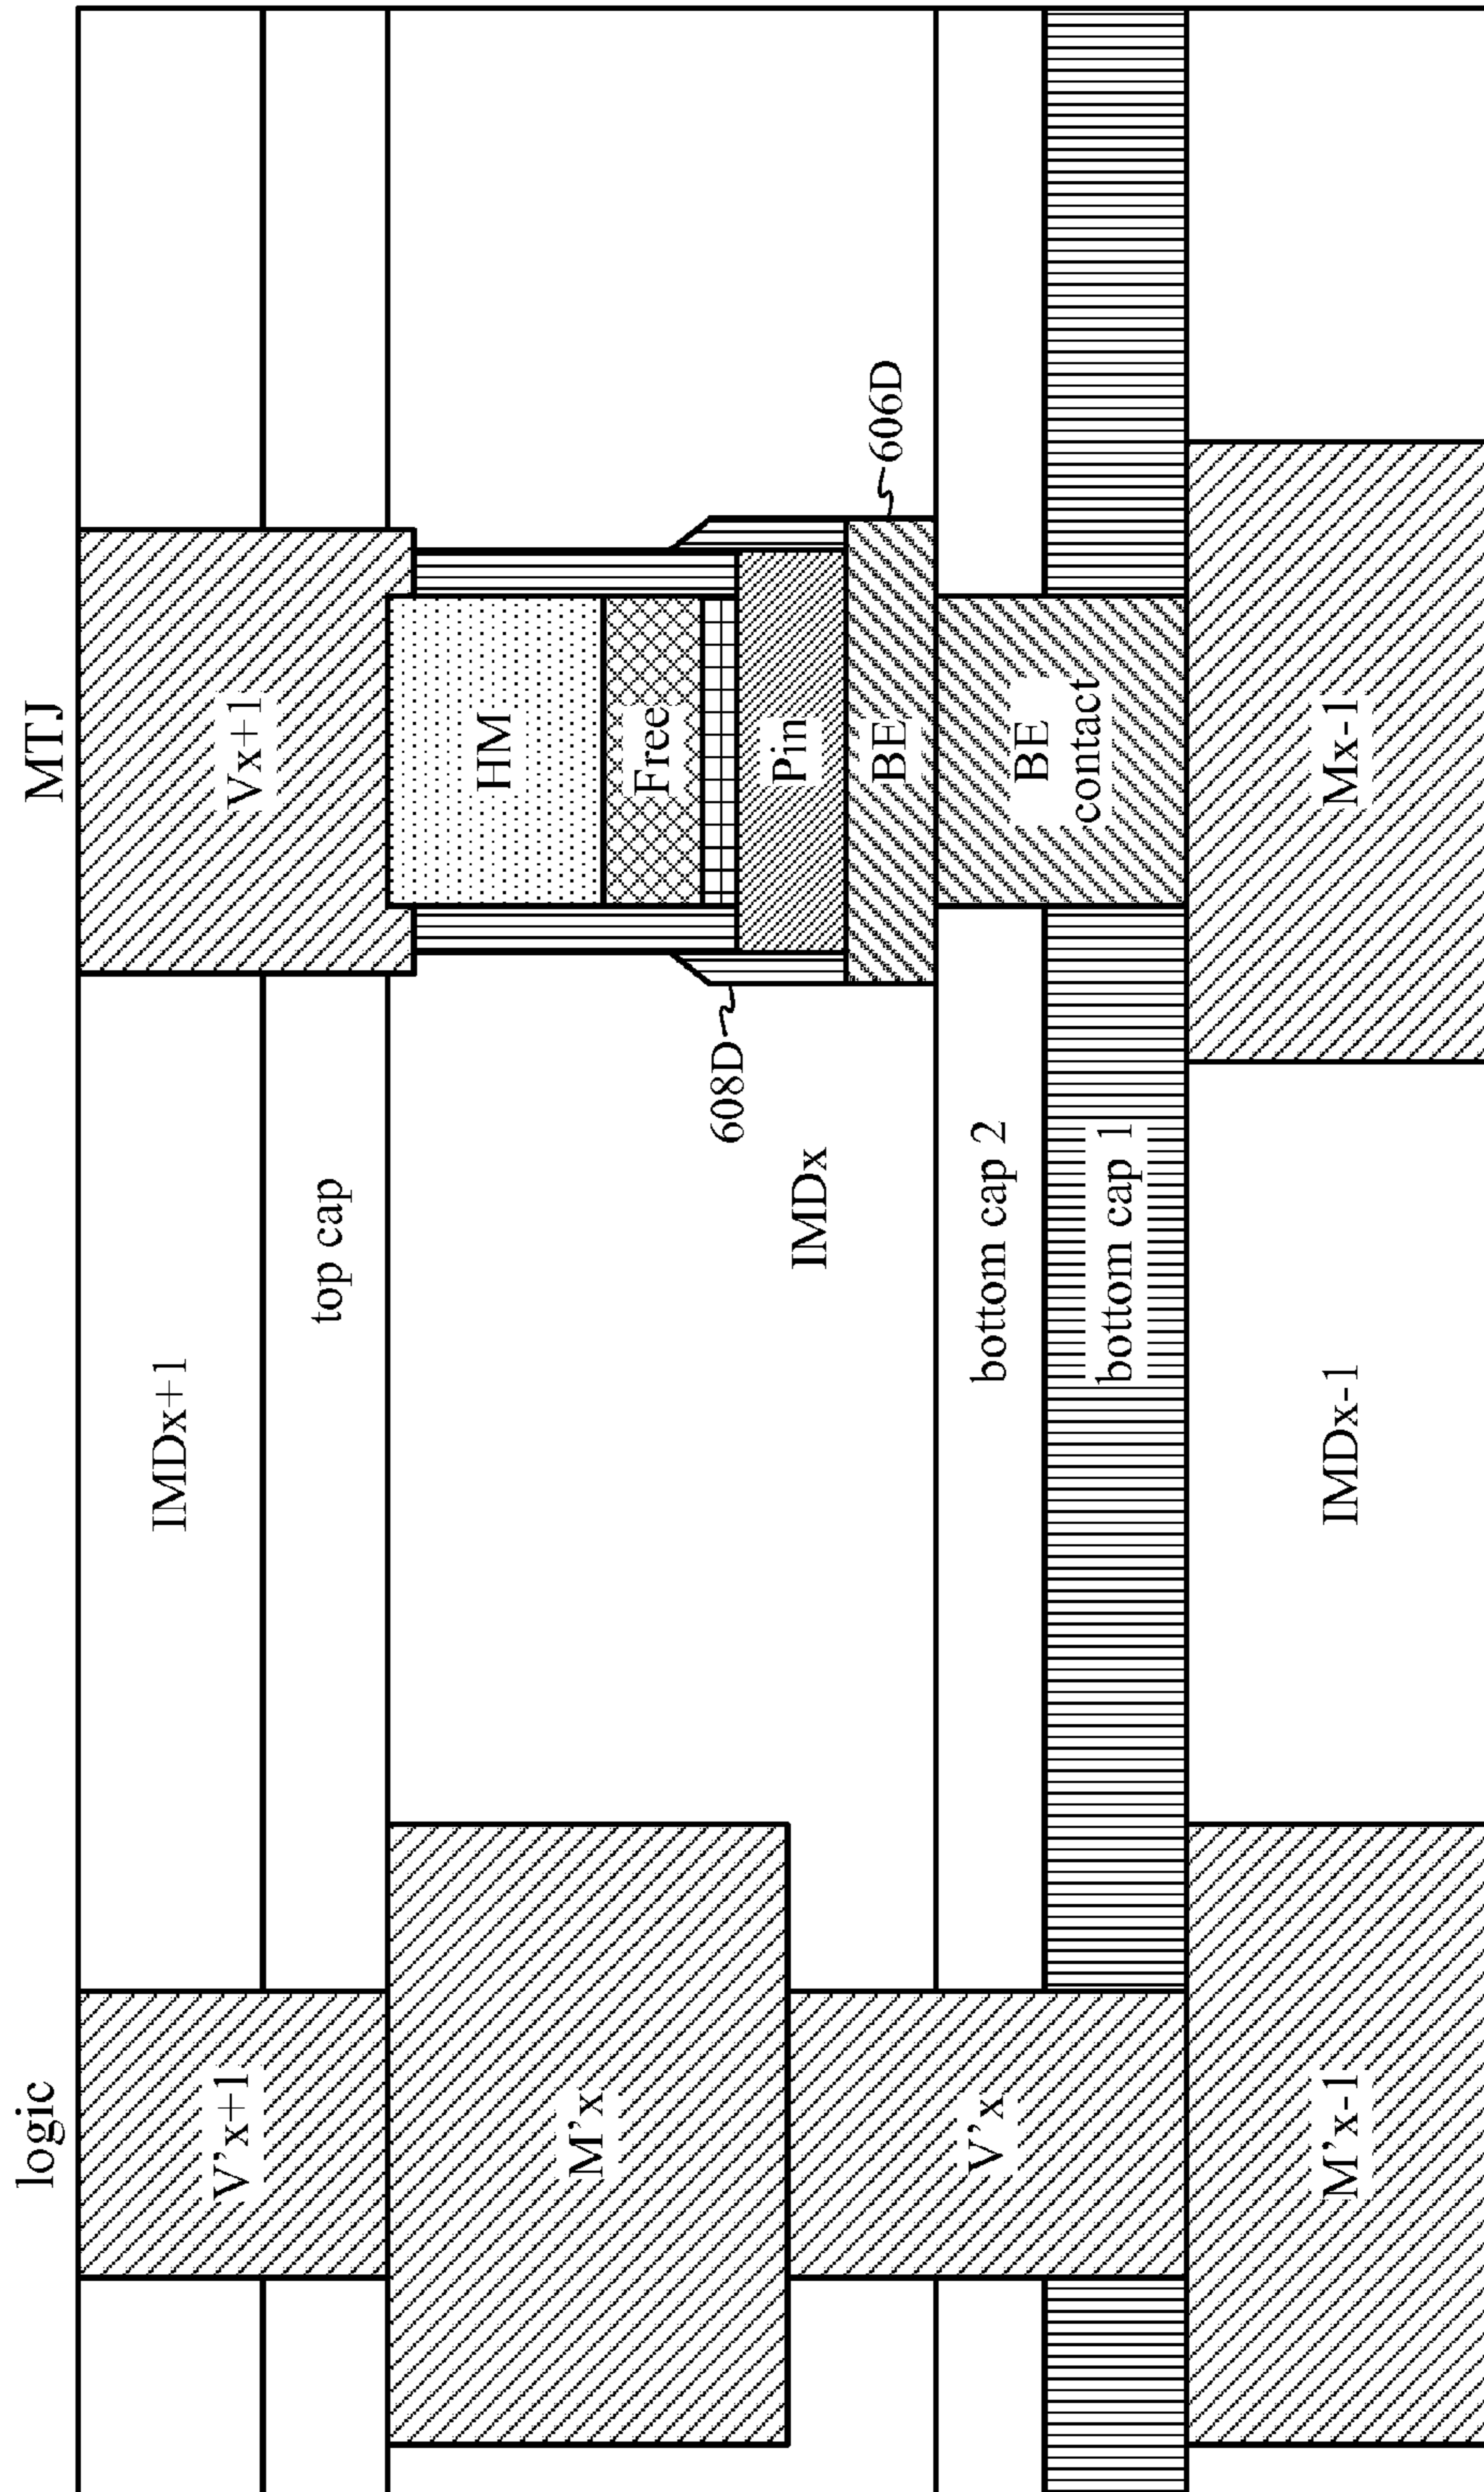 logic
MTJ
V'x+1
IMDx+1
Vx+1
top cap
M'x
HM
Free
608D
Pin
IMDx
BE
606D
V'x
bottom cap 2
BE
contact
bottom cap 1
M'x-1
IMDx-1
Mx-1